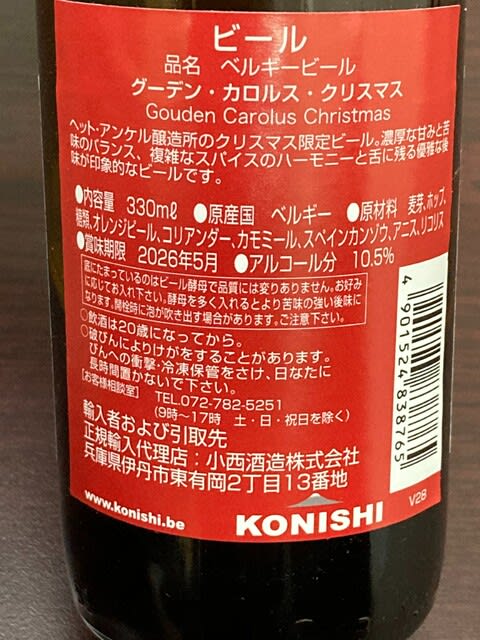 ビール
品名 ベルギービール
グーデン・カロルス・クリスマス
Gouden Carolus Christmas
ヘット・アンケル醸造所のクリスマス限定ビール。濃厚な甘みと苦
味のバランス、複雑なスパイスのハーモニーと舌に残る優雅な後
味が印象的なビールです。
●内容量 330mℓ ●原産国 ベルギー ●原材料 麦芽、ホップ、
糖類、オレンジピール、コリアンダー、カモミール、スペインカンゾウ、アニス、リコリス
●賞味期限 2026年5月 ●アルコール分 10.5%
底にたまっているのはビール酵母で品質には変りありません。お好み
に応じてお入れ下さい。酵母を多く入れるとより苦味の強い後味に
なります。開栓時に泡が吹き出す場合があります。ご注意下さい。
○飲酒は20歳になってから。
○破びんによりけがをすることがあります。
びんへの衝撃・冷凍保管をさけ、日なたに
長時間置かないで下さい。
[お客様相談室] TEL.072-782-5251
(9時〜17時 土・日・祝日を除く)
輸入者および引取先
正規輸入代理店:小西酒造株式会社
兵庫県伊丹市東有岡2丁目13番地
www.konishi.be
KONISHI
V28
4 901524 838765